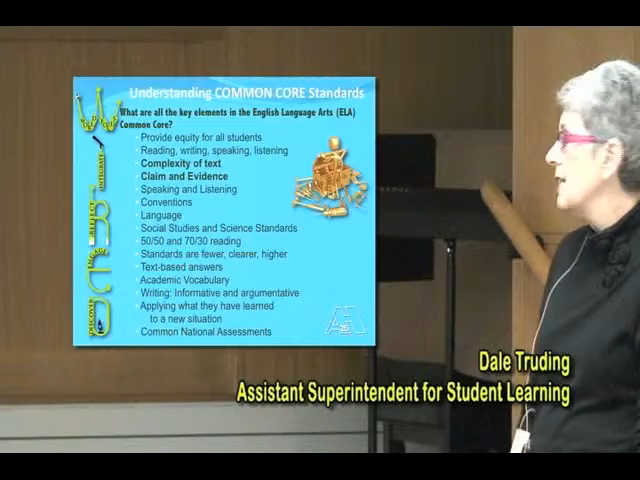 Understanding COMMON CORE Standards
What are all the key elements in the English Language Arts (ELA)
Common Core?
Provide equity for all students
Reading, writing, speaking, listening
Complexity of text
Claim and Evidence
Speaking and Listening
Conventions
Language
Social Studies and Science Standards
50/50 and 70/30 reading
Standards are fewer, clearer, higher
Text-based answers
Academic Vocabulary
Writing: Informative and argumentative
Applying what they have learned
to a new situation
Common National Assessments
INTEGRATE
REFLECT
ENGAGE
DISCOVER
Dale Truding
Assistant Superintendent for Student Learning